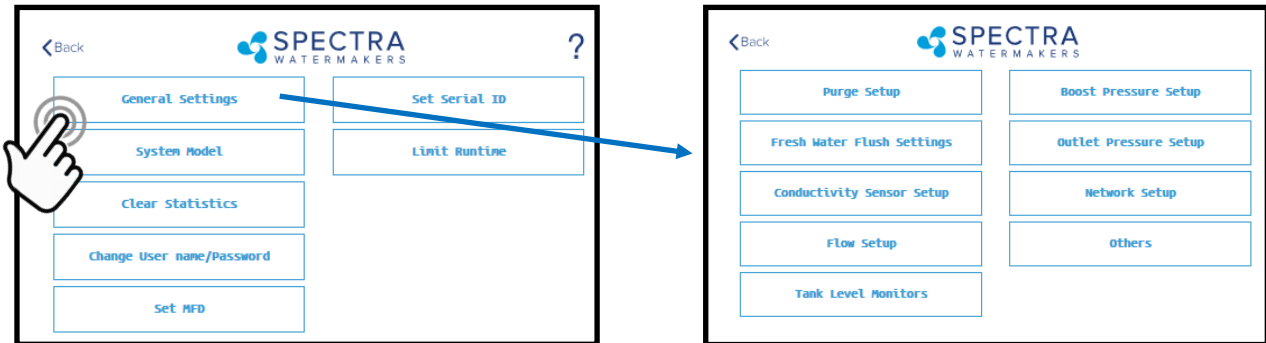 Back
SPECTRA
WATERMAKERS
?
General Settings
Set Serial ID
System Model
Limit Runtime
Clear Statistics
Change User name/Password
Set MFD
Back
SPECTRA
WATERMAKERS
Purge Setup
Boost Pressure Setup
Fresh Water Flush Settings
Outlet Pressure Setup
Conductivity Sensor Setup
Network Setup
Flow Setup
Others
Tank Level Monitors